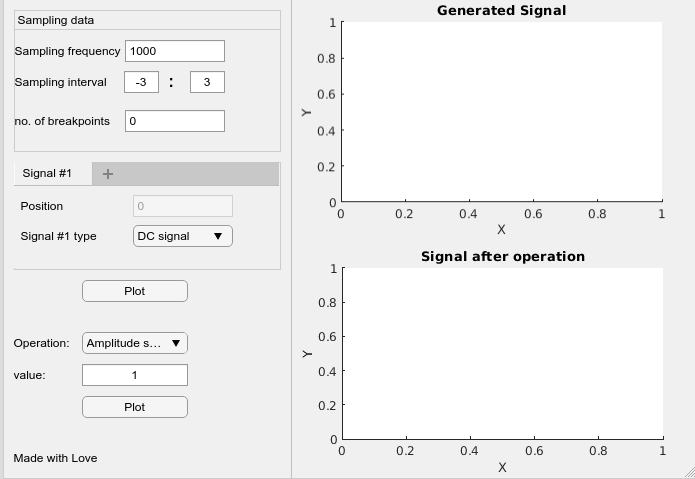 Sampling data
Sampling frequency 1000
Sampling interval -3 : 3
no. of breakpoints 0
Signal #1 +
Position 0
Signal #1 type DC signal
Plot
Operation: Amplitude s...
value: 1
Plot
Made with Love
Generated Signal
1
0.8
0.6
0.4
0.2
0
Y
0 0.2 0.4 0.6 0.8 1
X
Signal after operation
1
0.8
0.6
0.4
0.2
0
Y
0 0.2 0.4 0.6 0.8 1
X